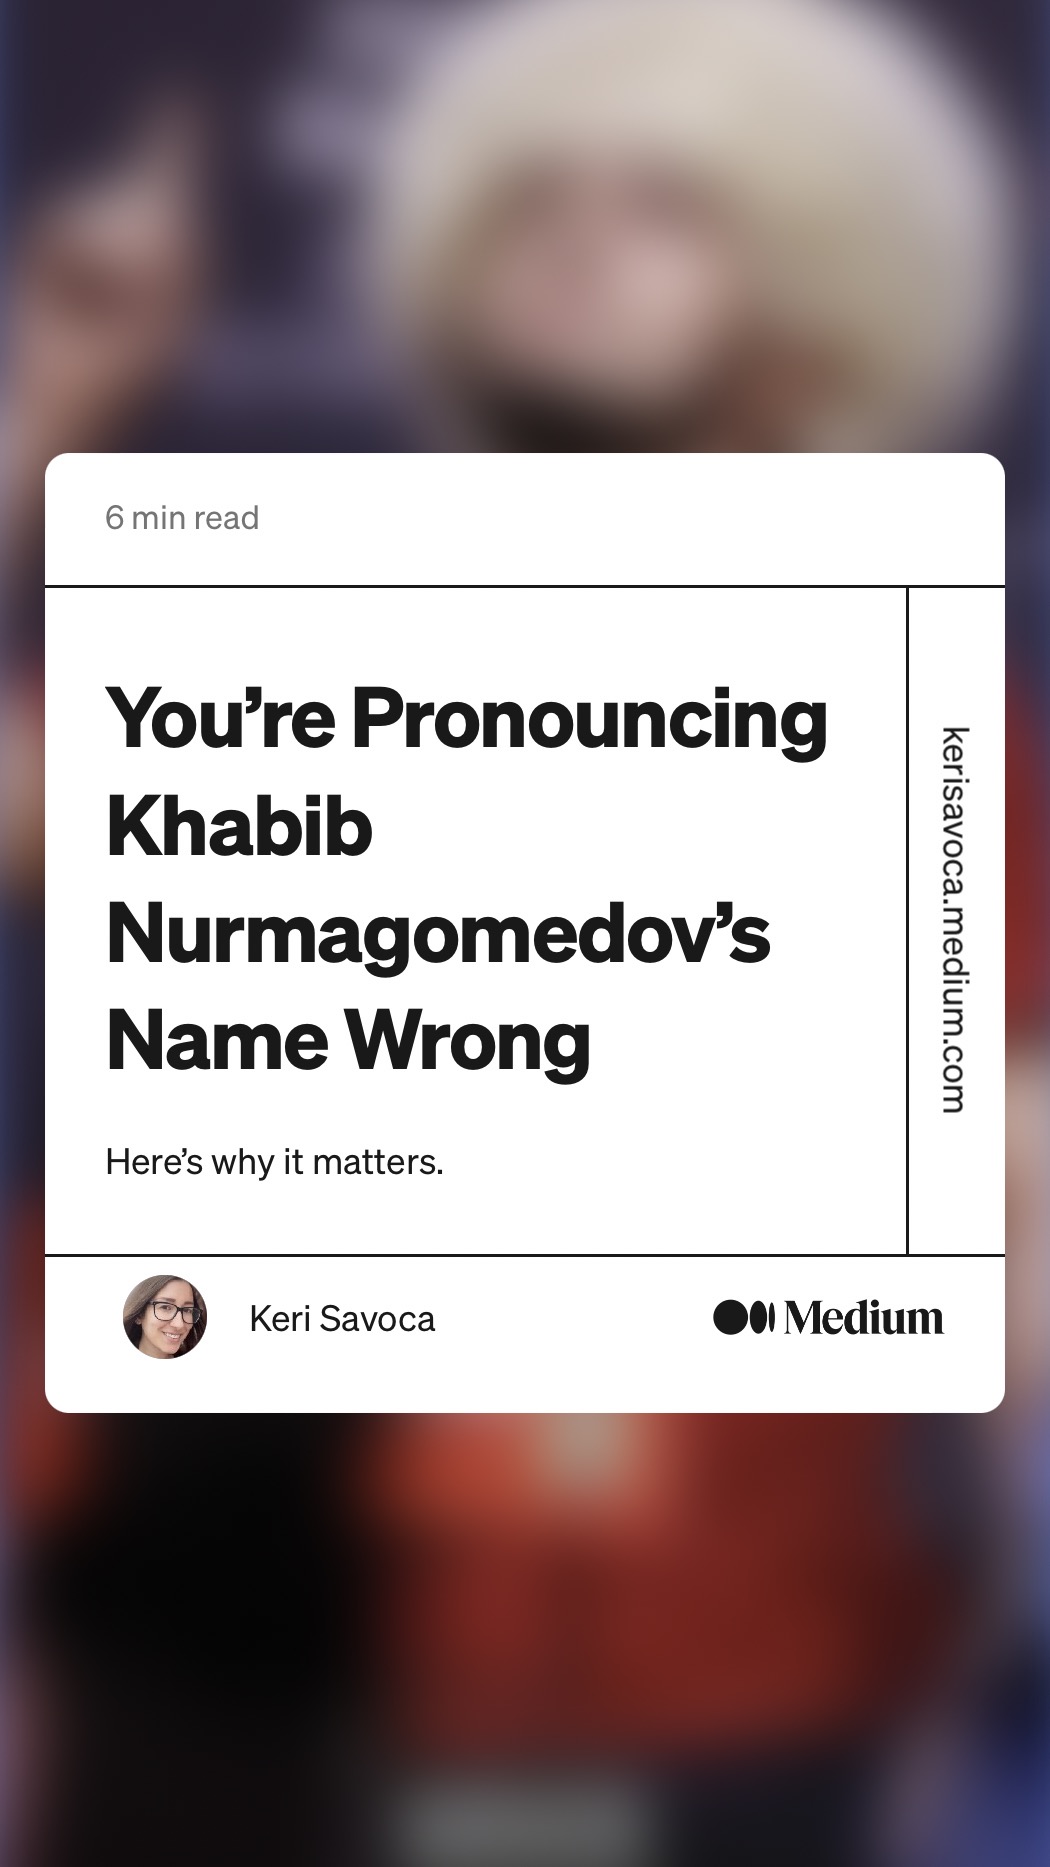 6 min read
You’re Pronouncing
Khabib
Nurmagomedov’s
Name Wrong
Here’s why it matters.
kerisavoca.medium.com
Keri Savoca
Medium